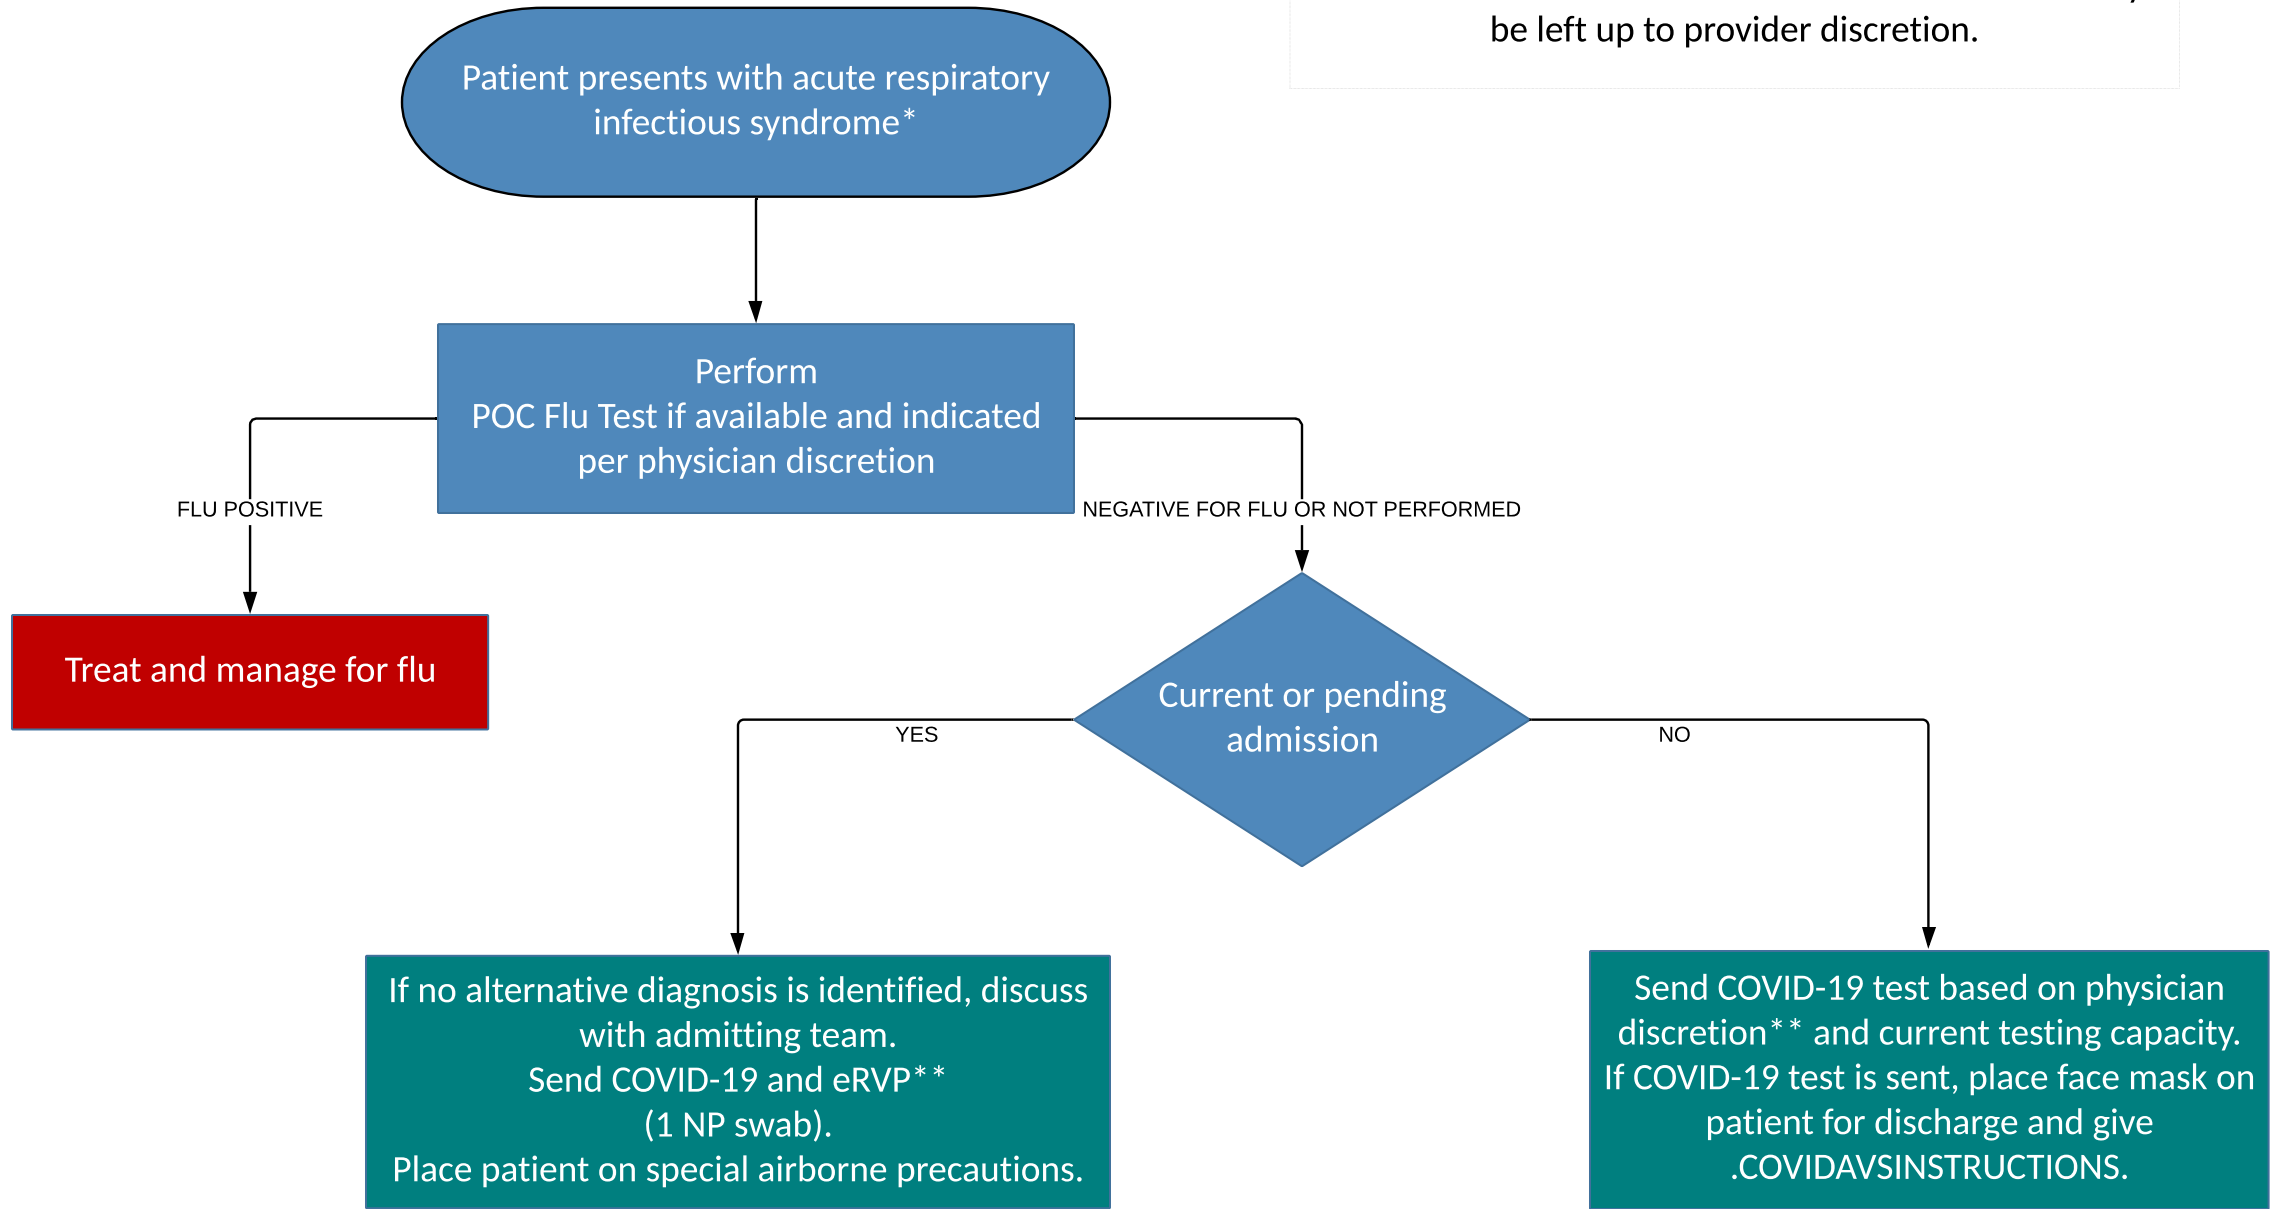 be left up to provider discretion.
Patient presents with acute respiratory
infectious syndrome*
Perform
POC Flu Test if available and indicated
per physician discretion
FLU POSITIVE
NEGATIVE FOR FLU OR NOT PERFORMED
Treat and manage for flu
Current or pending
admission
YES
NO
If no alternative diagnosis is identified, discuss
with admitting team.
Send COVID-19 and eRVP**
(1 NP swab).
Place patient on special airborne precautions.
Send COVID-19 test based on physician
discretion** and current testing capacity.
If COVID-19 test is sent, place face mask on
patient for discharge and give
.COVIDAVSINSTRUCTIONS.